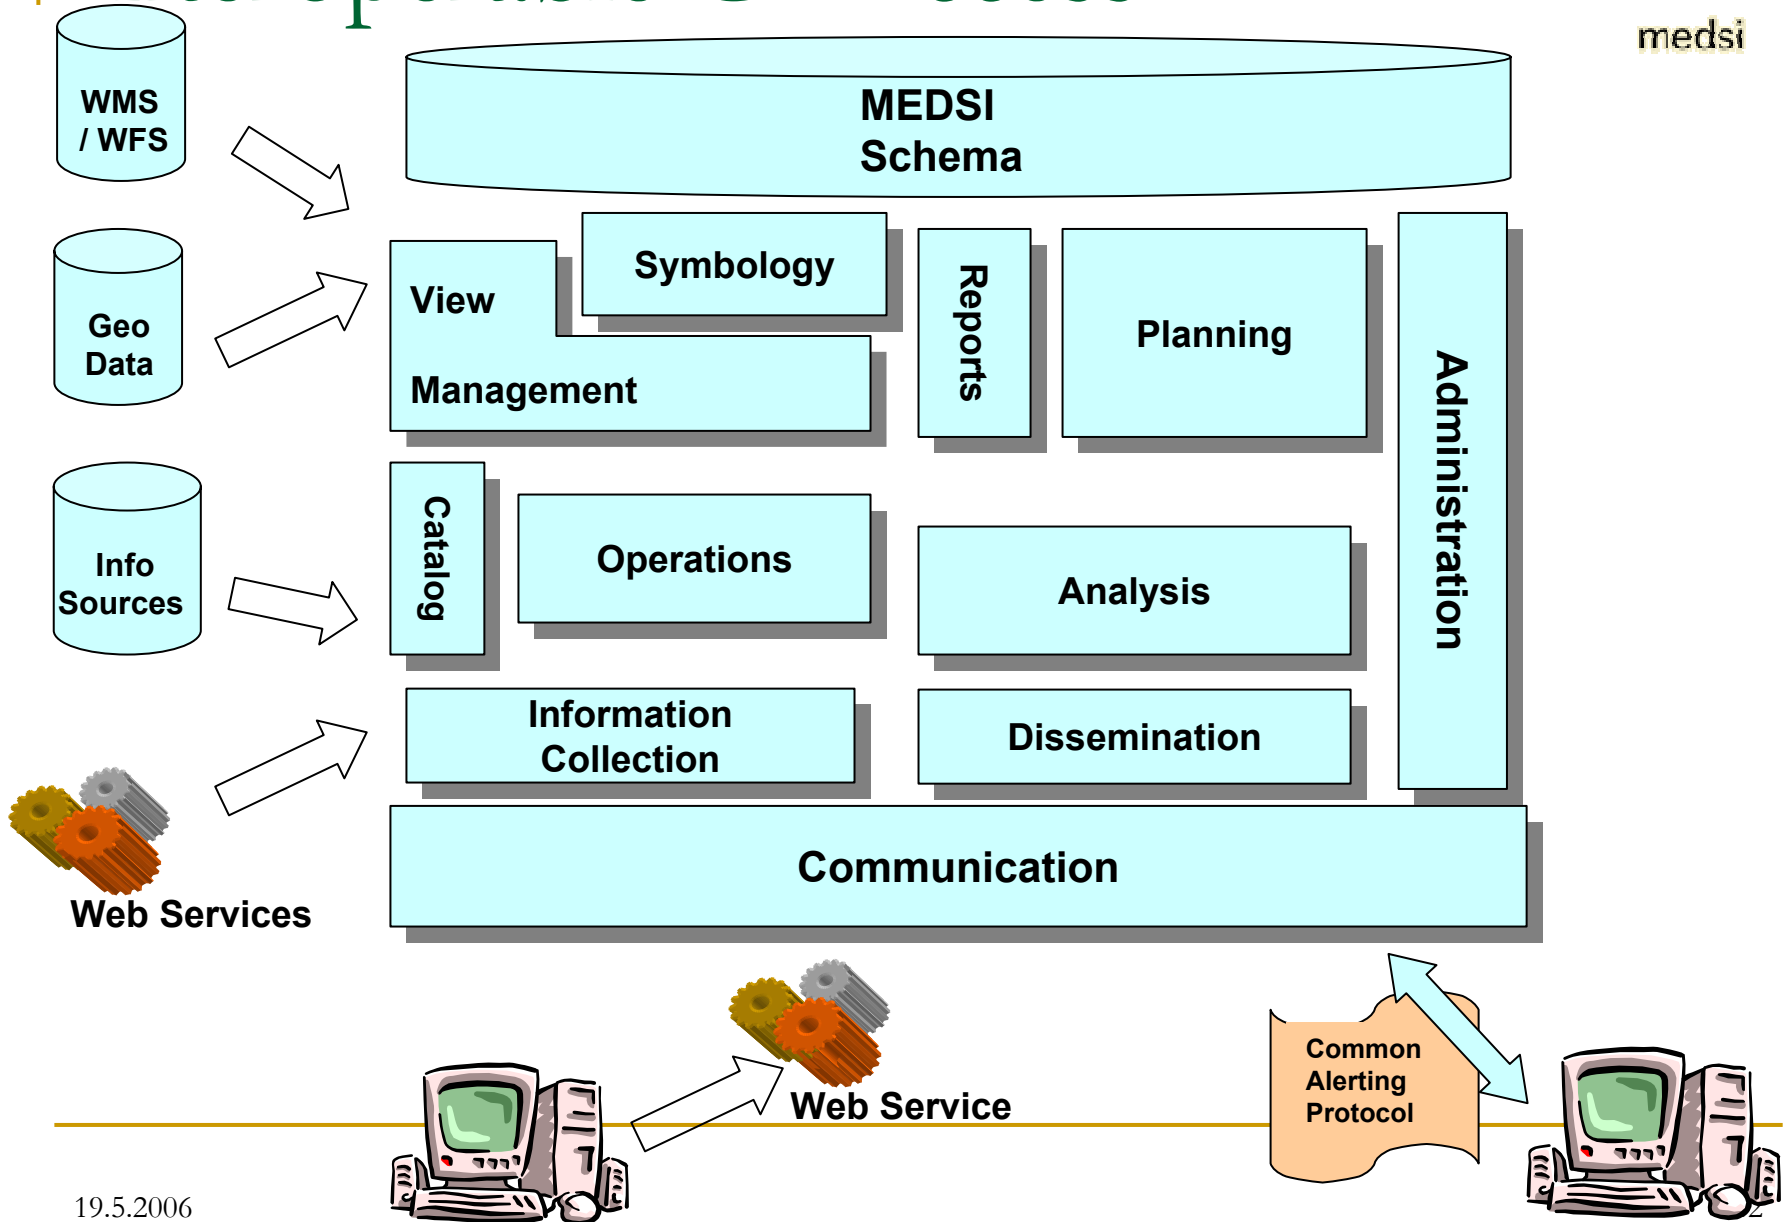 medsi
WMS
/ WFS
MEDSI
Schema
Geo
Data
View
Management
Symbology
Reports
Planning
Administration
Info
Sources
Catalog
Operations
Analysis
Information
Collection
Dissemination
Web Services
Communication
Web Service
Common
Alerting
Protocol
19.5.2006